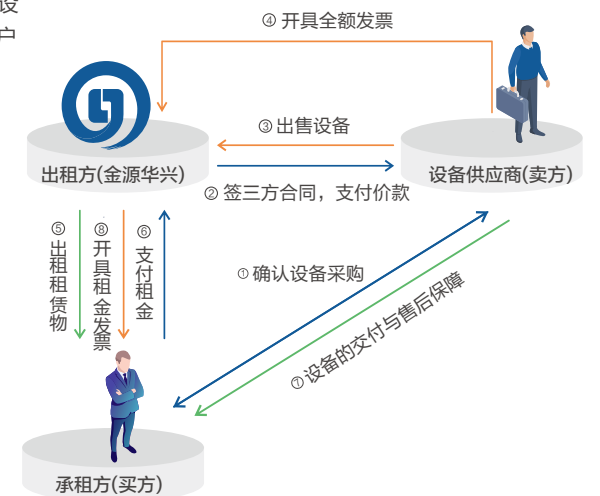 设
户
④ 开具全额发票
③ 出售设备
出租方(金源华兴)
设备供应商(卖方)
② 签三方合同，支付价款
⑤ 出租租赁物
⑧ 开具租金发票
⑥ 支付租金
① 确认设备采购
⑦ 设备的交付与售后保障
承租方(买方)